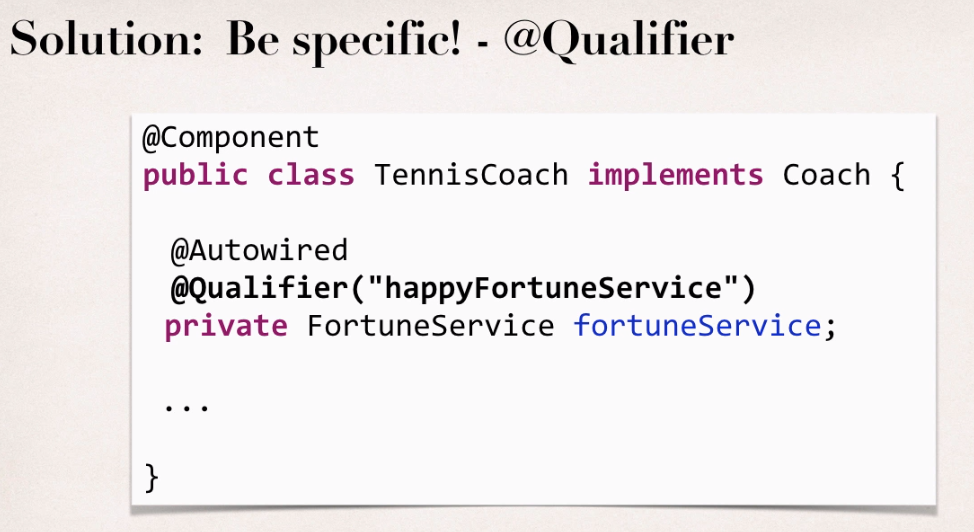 Solution: Be specific! - @Qualifier
@Component
public class TennisCoach implements Coach {
@Autowired
@Qualifier("happyFortuneService")
private FortuneService fortuneService;
...
}